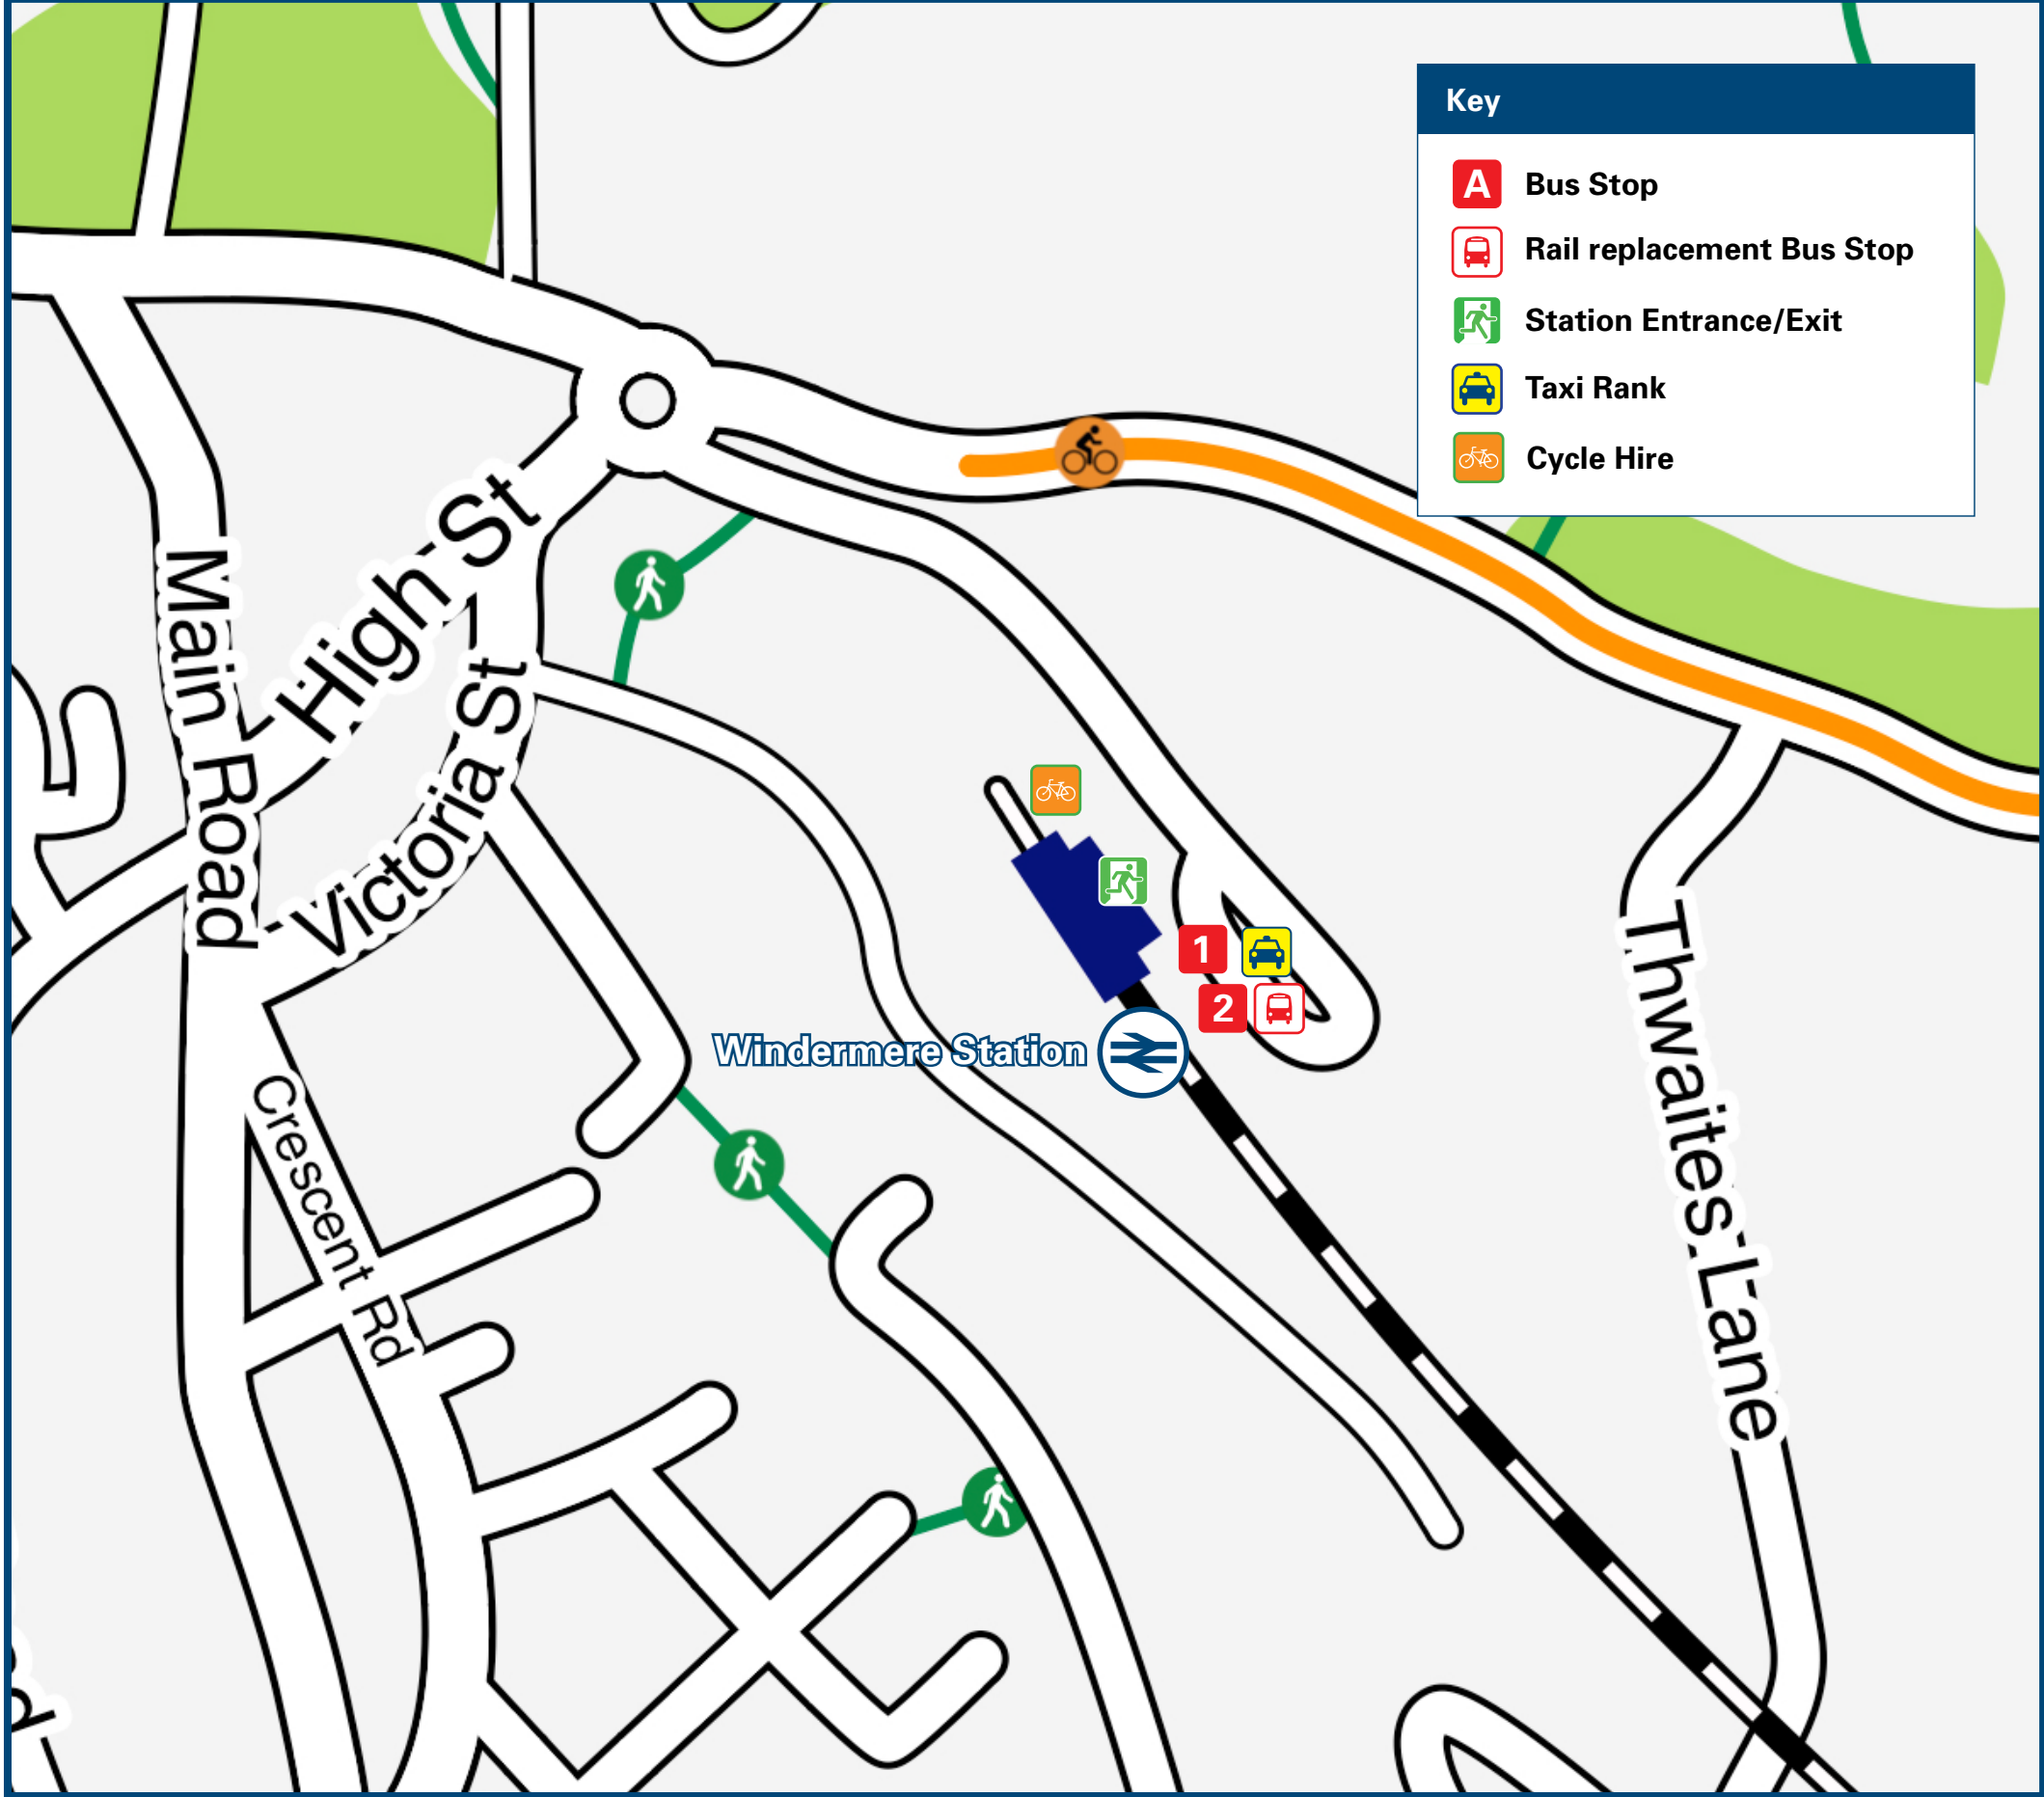 Key
A Bus Stop
Rail replacement Bus Stop
Station Entrance/Exit
Taxi Rank
Cycle Hire
High St
Main Road
Victoria St
1
2
Windermere Station
Thwaites Lane
Crescent Rd